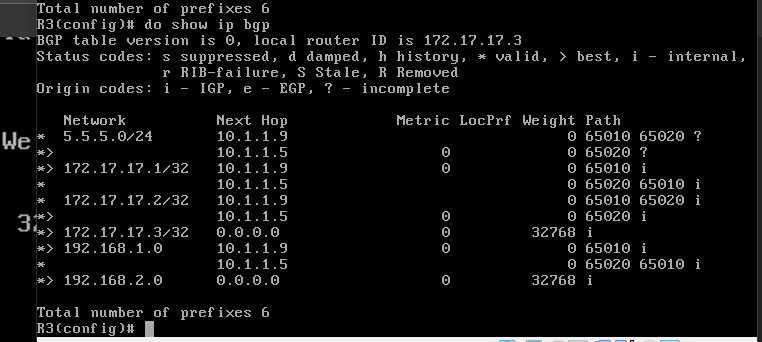 Total number of prefixes 6
R3(config)# do show ip bgp
BGP table version is 0, local router ID is 172.17.17.3
Status codes: s suppressed, d damped, h history, * valid, > best, i - internal,
              r RIB-failure, S Stale, R Removed
Origin codes: i - IGP, e - EGP, ? - incomplete

   Network          Next Hop            Metric LocPrf Weight Path
*  5.5.5.0/24       10.1.1.9                               0 65010 65020 ?
*>                  10.1.1.5                 0             0 65020 ?
*> 172.17.17.1/32   10.1.1.9                 0             0 65010 i
*                   10.1.1.5                               0 65020 65010 i
*  172.17.17.2/32   10.1.1.9                               0 65010 65020 i
*>                  10.1.1.5                 0             0 65020 i
*> 172.17.17.3/32   0.0.0.0                  0         32768 i
*> 192.168.1.0      10.1.1.9                 0             0 65010 i
*                   10.1.1.5                               0 65020 65010 i
*> 192.168.2.0      0.0.0.0                  0         32768 i

Total number of prefixes 6
R3(config)#
We
32